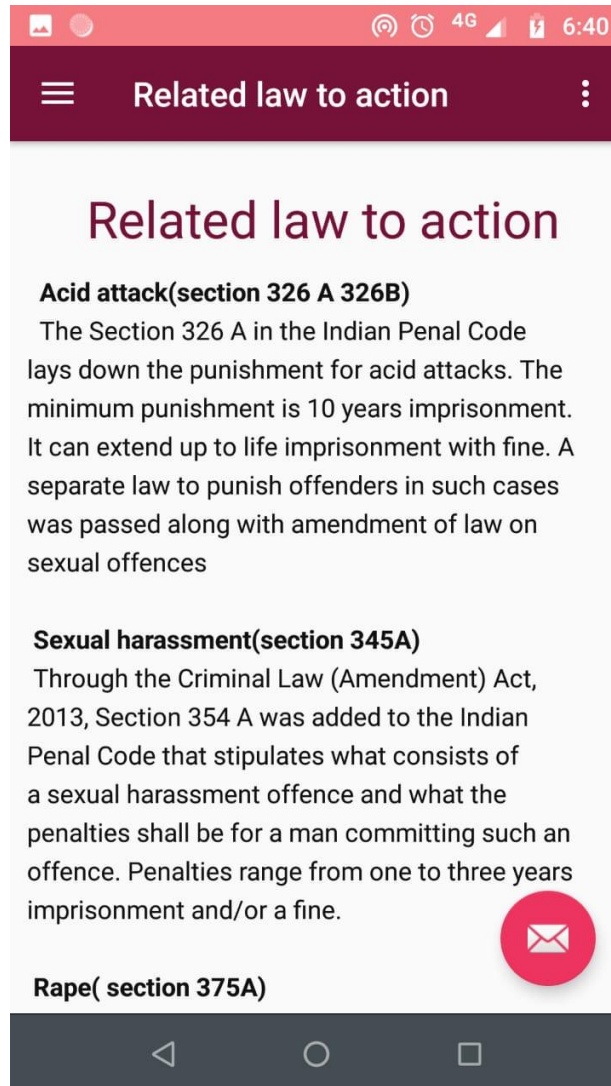 4G 6:40
Related law to action
Related law to action
Acid attack(section 326 A 326B)
The Section 326 A in the Indian Penal Code
lays down the punishment for acid attacks. The
minimum punishment is 10 years imprisonment.
It can extend up to life imprisonment with fine. A
separate law to punish offenders in such cases
was passed along with amendment of law on
sexual offences
Sexual harassment(section 345A)
Through the Criminal Law (Amendment) Act,
2013, Section 354 A was added to the Indian
Penal Code that stipulates what consists of
a sexual harassment offence and what the
penalties shall be for a man committing such an
offence. Penalties range from one to three years
imprisonment and/or a fine.
Rape( section 375A)